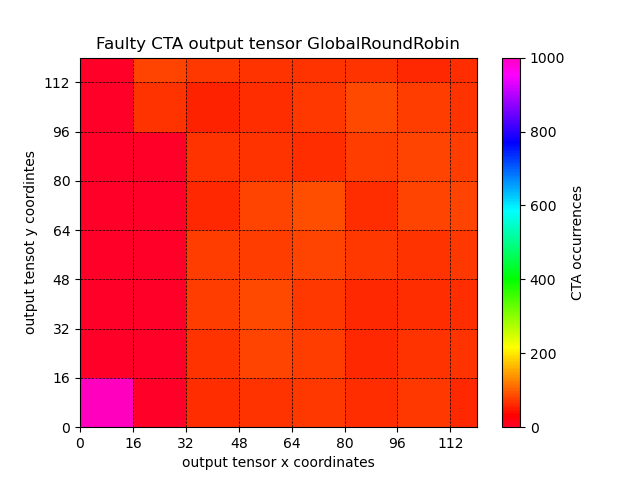 Faulty CTA output tensor GlobalRoundRobin
112
96
80
64
48
32
16
0
output tensot y coordintes
0 16 32 48 64 80 96 112
output tensor x coordinates
1000
800
600
400
200
0
CTA occurrences